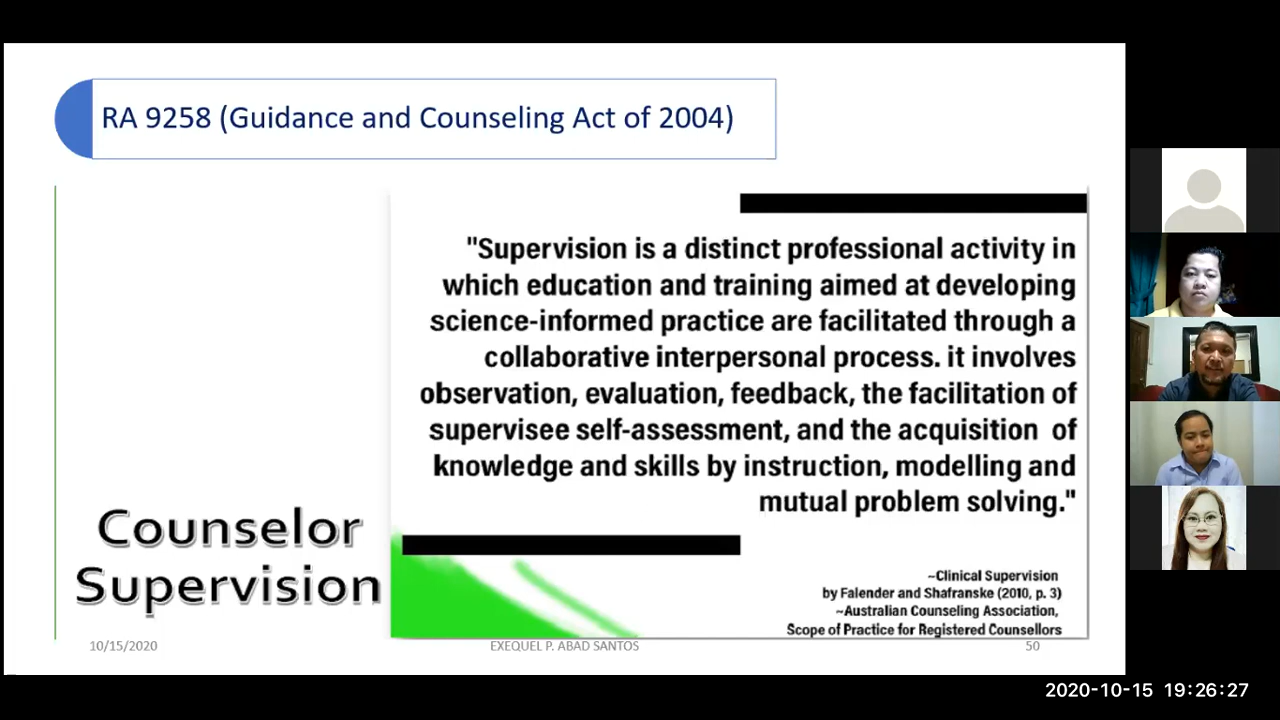 RA 9258 (Guidance and Counseling Act of 2004)
"Supervision is a distinct professional activity in
which education and training aimed at developing
science-informed practice are facilitated through a
collaborative interpersonal process. it involves
observation, evaluation, feedback, the facilitation of
supervisee self-assessment, and the acquisition of
knowledge and skills by instruction, modelling and
mutual problem solving."
Counselor
Supervision
~Clinical Supervision
by Falender and Shafranske (2010, p. 3)
~Australian Counseling Association,
Scope of Practice for Registered Counsellors
10/15/2020
EXEQUEL P. ABAD SANTOS
50
2020-10-15 19:26:27